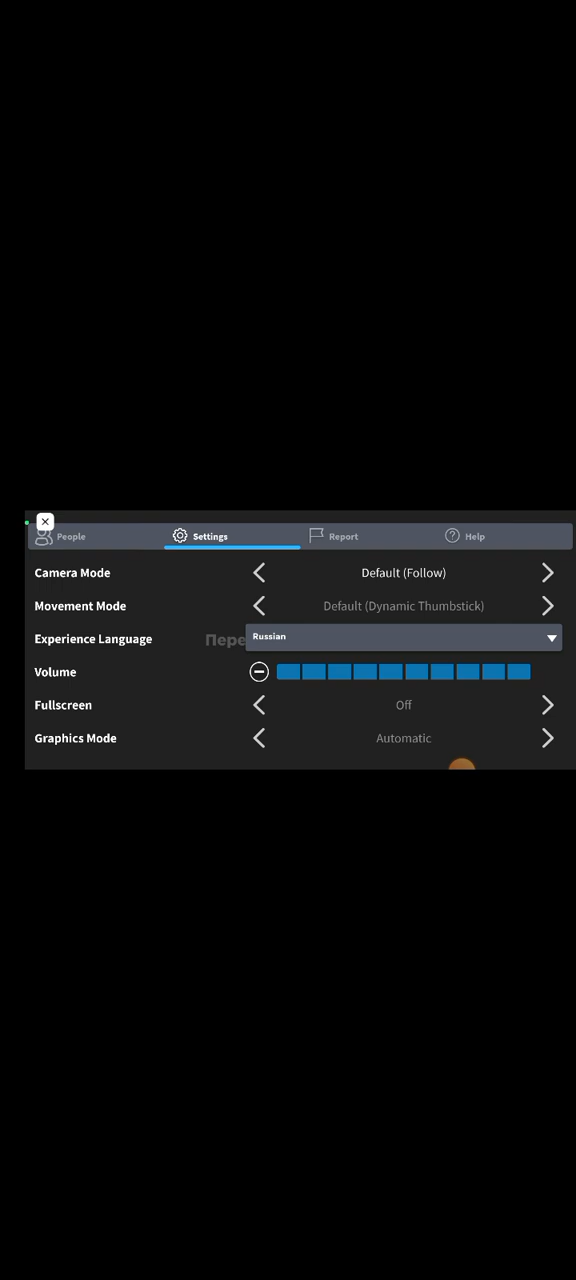 People Settings Report Help
Camera Mode Default (Follow)
Movement Mode Default (Dynamic Thumbstick)
Experience Language Russian
Volume
Fullscreen Off
Graphics Mode Automatic